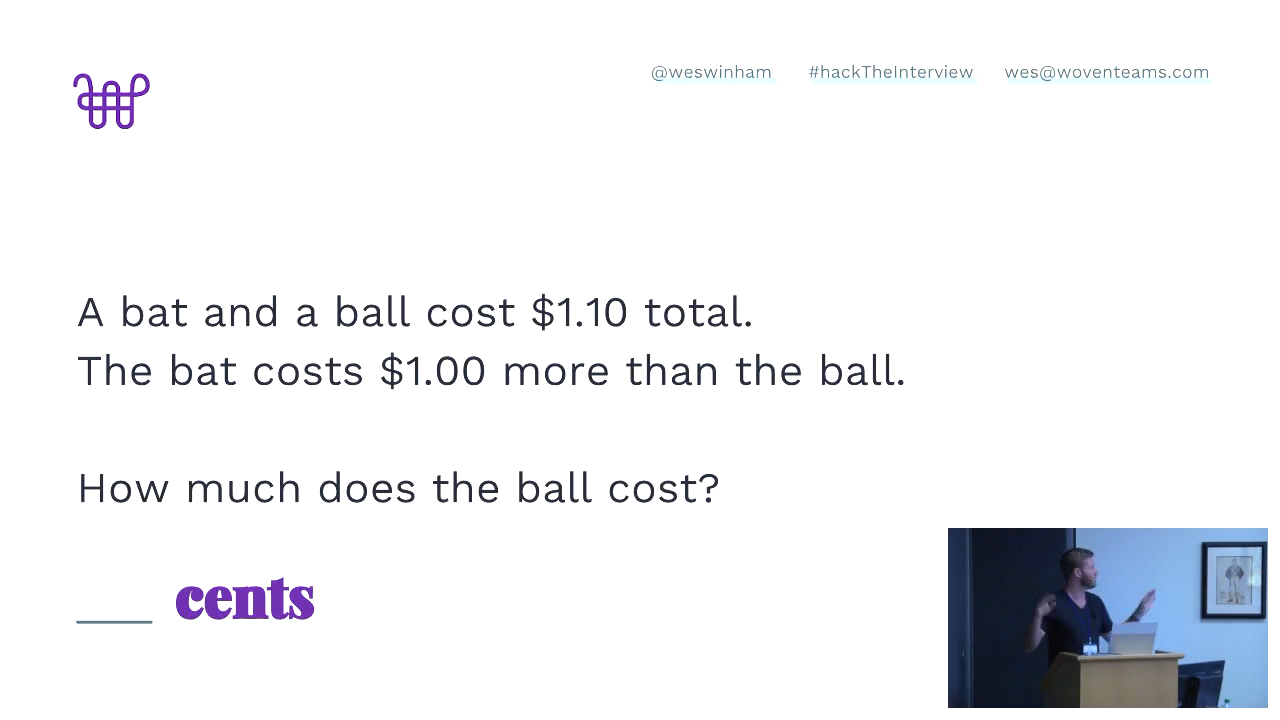 @weswinham #hackTheInterview wes@woventeams.com
A bat and a ball cost $1.10 total.
The bat costs $1.00 more than the ball.
How much does the ball cost?
___ cents